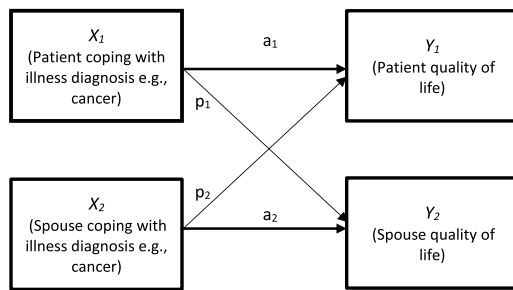 X1
(Patient coping with
illness diagnosis e.g.,
cancer)
a1
Y1
(Patient quality of
life)
p1
p2
X2
(Spouse coping with
illness diagnosis e.g.,
cancer)
a2
Y2
(Spouse quality of
life)